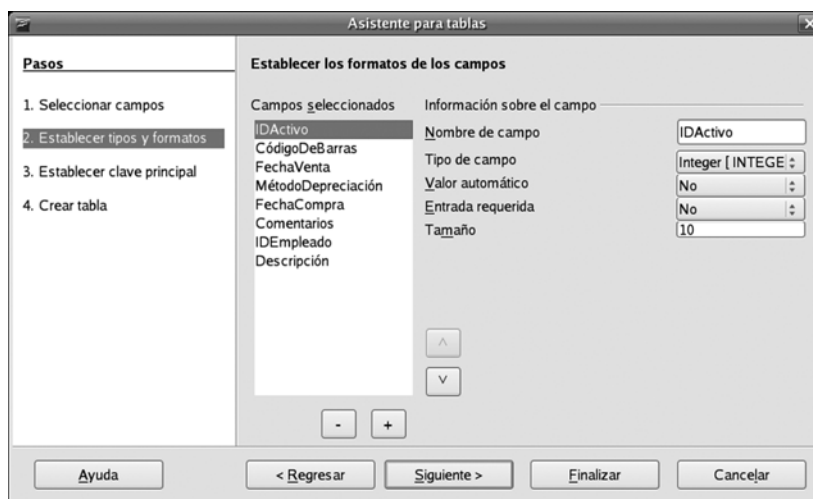 Asistente para tablas
Pasos
1. Seleccionar campos
2. Establecer tipos y formatos
3. Establecer clave principal
4. Crear tabla
Establecer los formatos de los campos
Campos seleccionados
IDActivo
CódigoDeBarras
FechaVenta
MétodoDepreciación
FechaCompra
Comentarios
IDEmpleado
Descripción
- +
Información sobre el campo
Nombre de campo IDActivo
Tipo de campo Integer [ INTEGE
Valor automático No
Entrada requerida No
Tamaño 10
Ayuda < Regresar Siguiente > Finalizar Cancelar